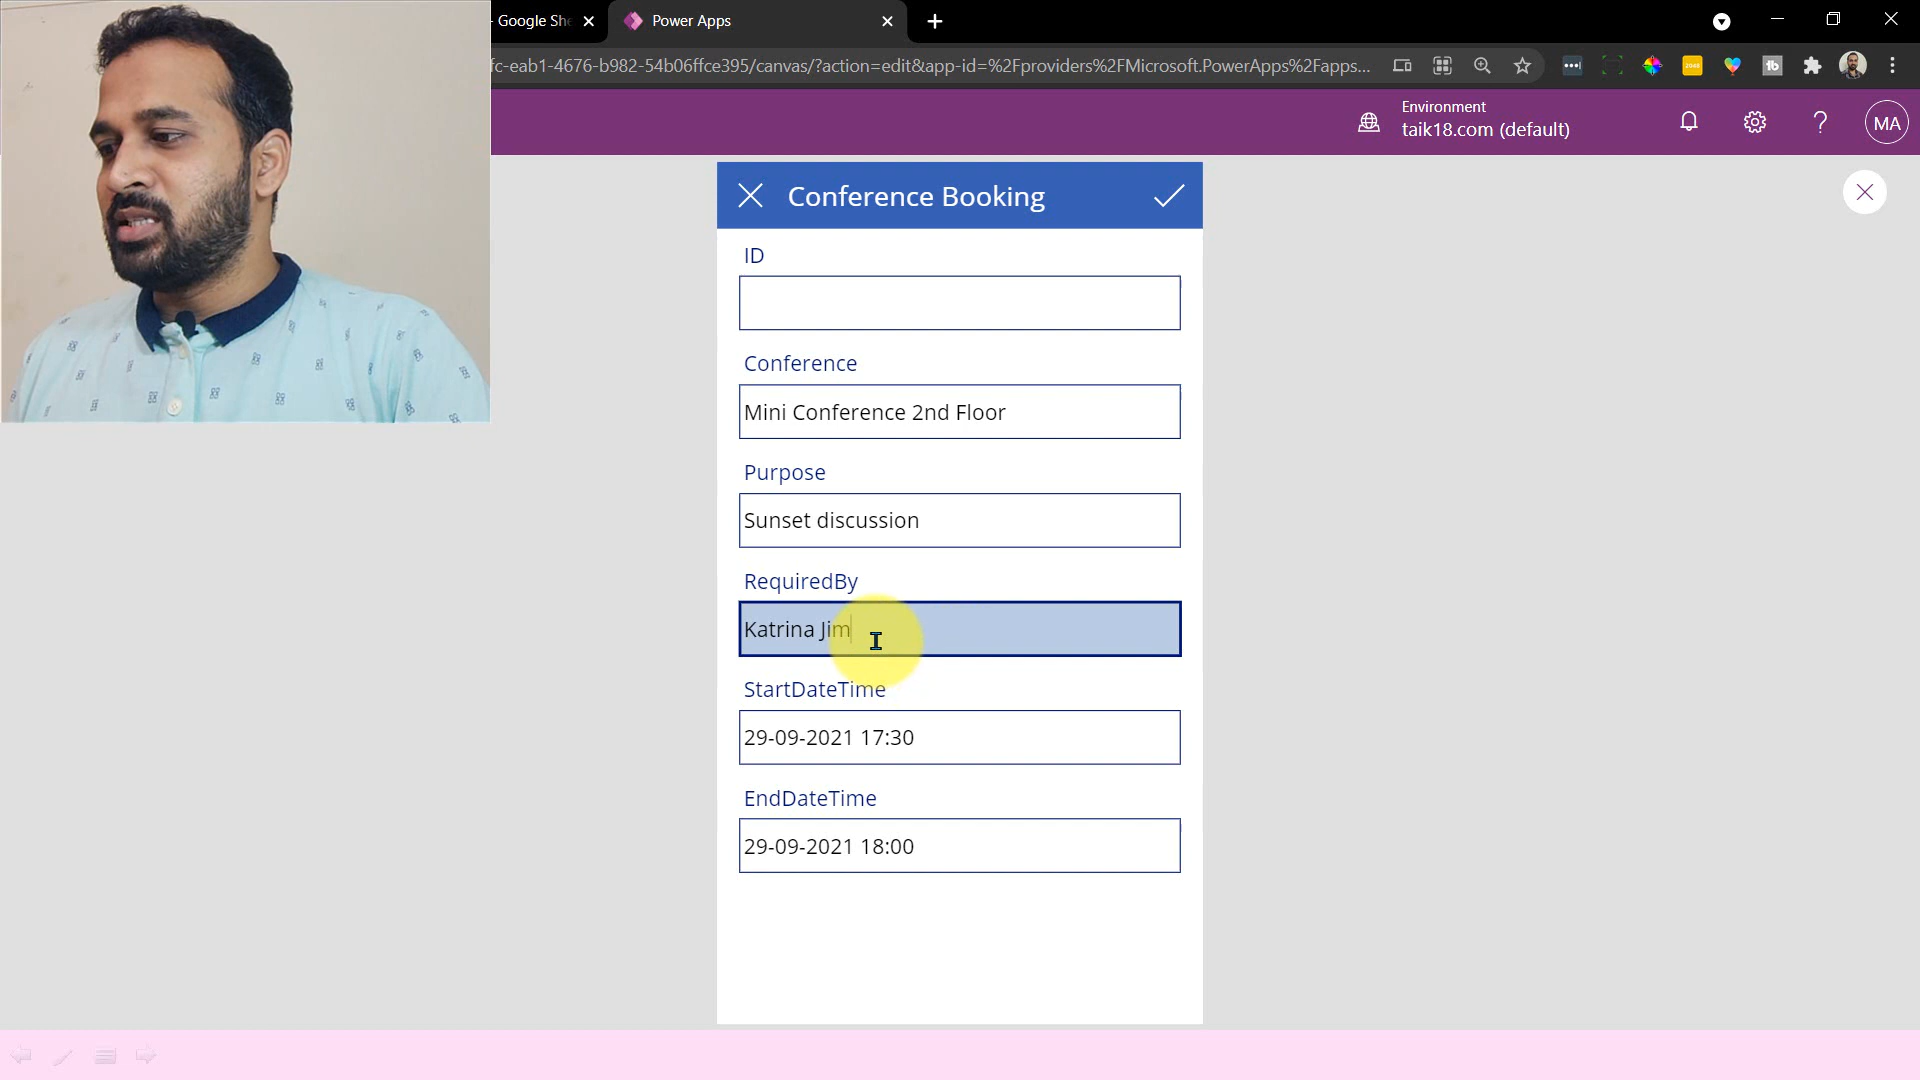 - Google She
Power Apps
fc-eab1-4676-b982-54b06ffce395/canvas/?action=edit&app-id=%2Fproviders%2FMicrosoft.PowerApps%2Fapps...
Environment
taik18.com (default)
MA
Conference Booking
ID
Conference
Mini Conference 2nd Floor
Purpose
Sunset discussion
RequiredBy
Katrina Jim
StartDateTime
29-09-2021 17:30
EndDateTime
29-09-2021 18:00